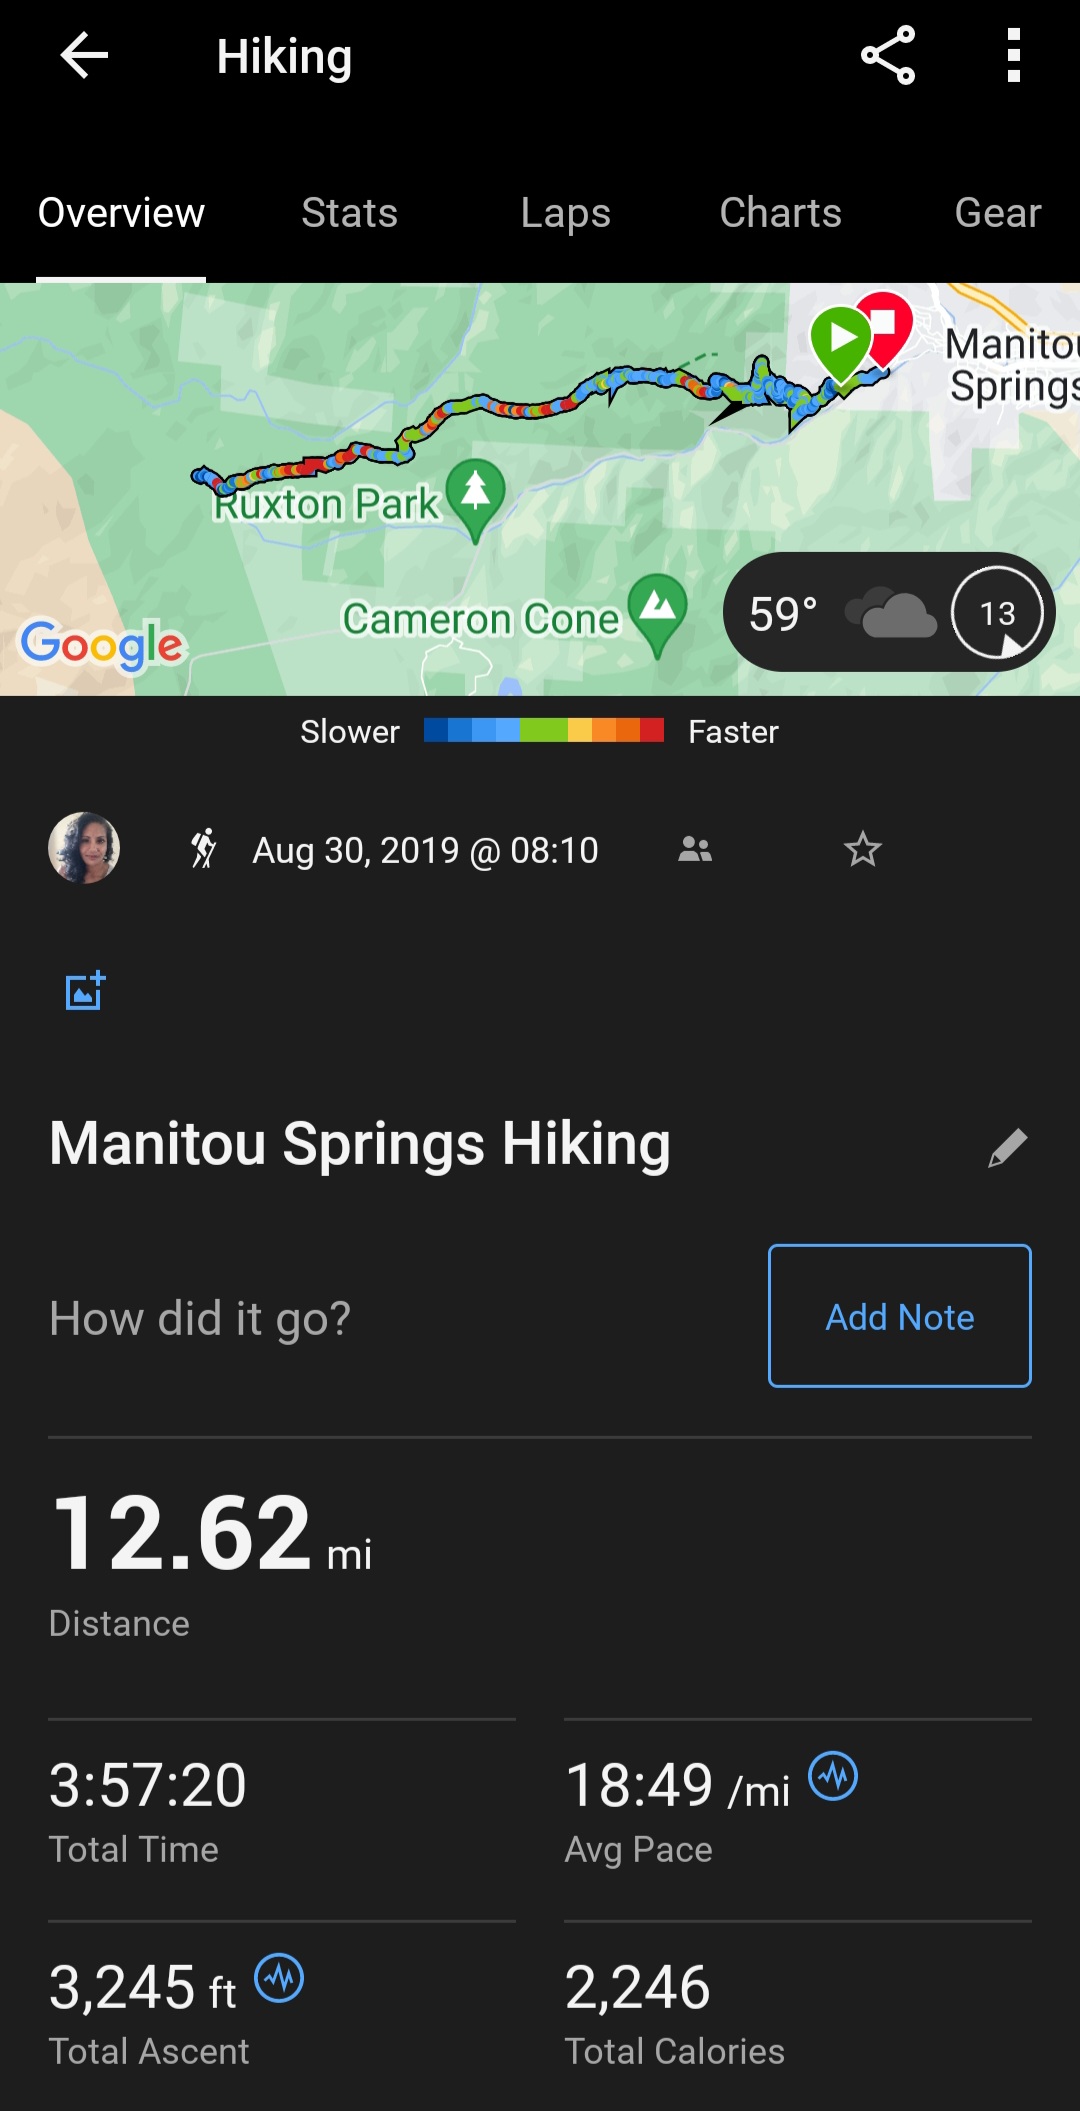 Hiking
Overview Stats Laps Charts Gear
Manitou
Springs
Ruxton Park
Cameron Cone
59° 13
Google
Slower Faster
Aug 30, 2019 @ 08:10
Manitou Springs Hiking
How did it go? Add Note
12.62 mi
Distance
3:57:20 18:49 /mi
Total Time Avg Pace
3,245 ft 2,246
Total Ascent Total Calories